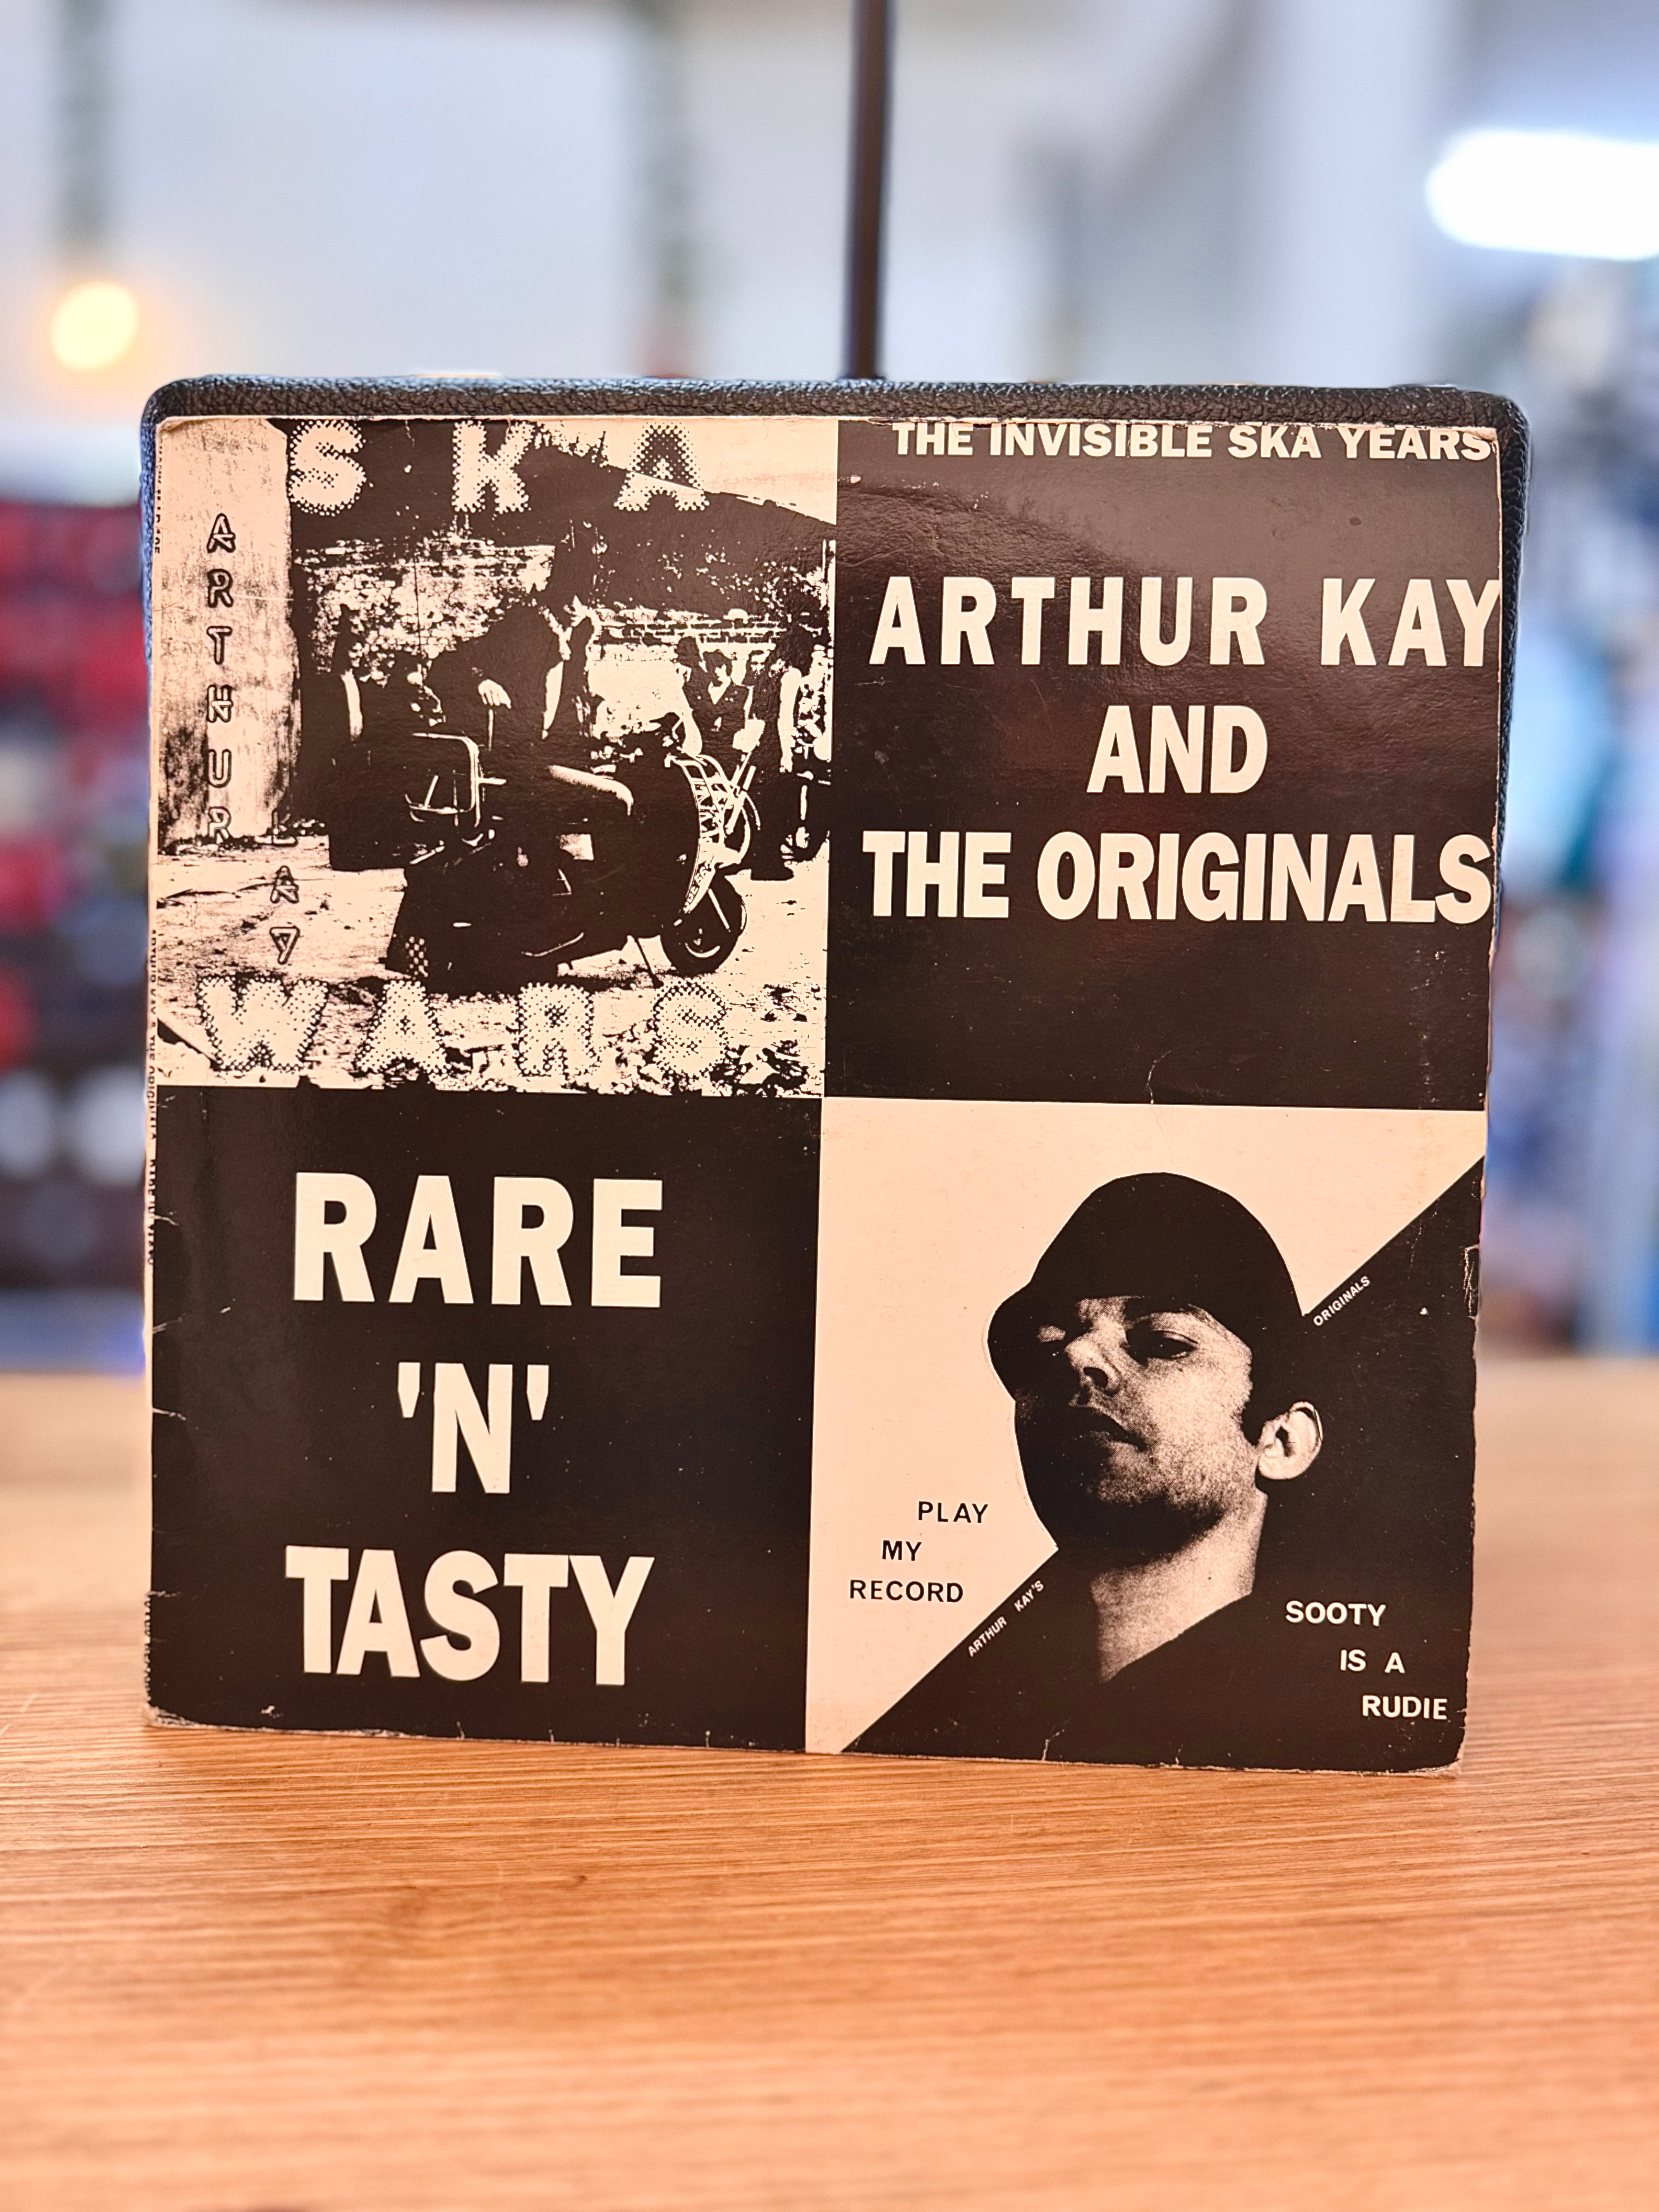 SKA
ARTHUR
KAY
WARS
THE INVISIBLE SKA YEARS
ARTHUR KAY
AND
THE ORIGINALS
RARE
'N'
TASTY
ORIGINALS
PLAY
MY
RECORD
ARTHUR KAY'S
SOOTY
IS A
RUDIE